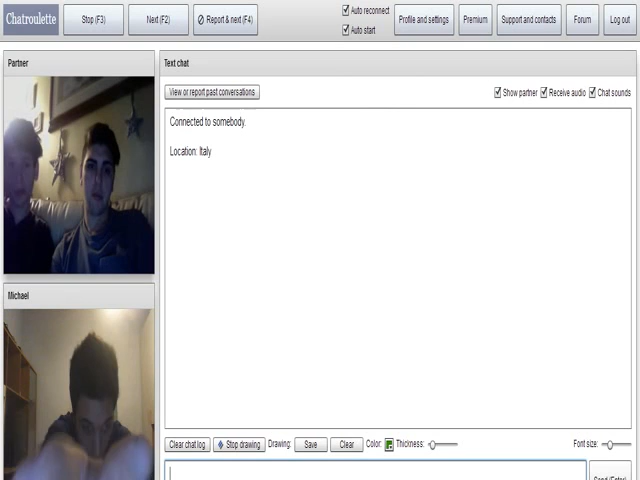 Chatroulette
Stop (F3)
Next (F2)
Report & next (F4)
Auto reconnect
Auto start
Profile and settings
Premium
Support and contacts
Forum
Log out
Partner
Text chat
View or report past conversations
Show partner
Receive audio
Chat sounds
Connected to somebody.
Location: Italy
Michael
Clear chat log
Stop drawing
Drawing:
Save
Clear
Color:
Thickness:
Font size:
Send (Enter)